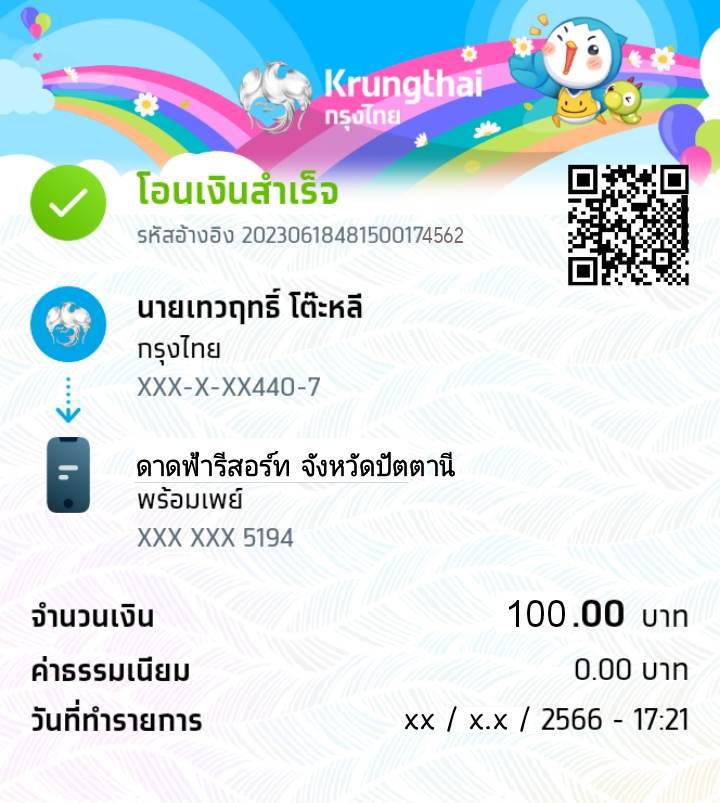 Krungthai
กรุงไทย
โอนเงินสำเร็จ
รหัสอ้างอิง 20230618481500174562
นายเทวฤทธิ์ โต๊ะหลี
กรุงไทย
XXX-X-XX440-7
ดาดฟ้ารีสอร์ท จังหวัดปัตตานี
พร้อมเพย์
XXX XXX 5194
จำนวนเงิน 100.00 บาท
ค่าธรรมเนียม 0.00 บาท
วันที่ทำรายการ xx / x.x / 2566 - 17:21